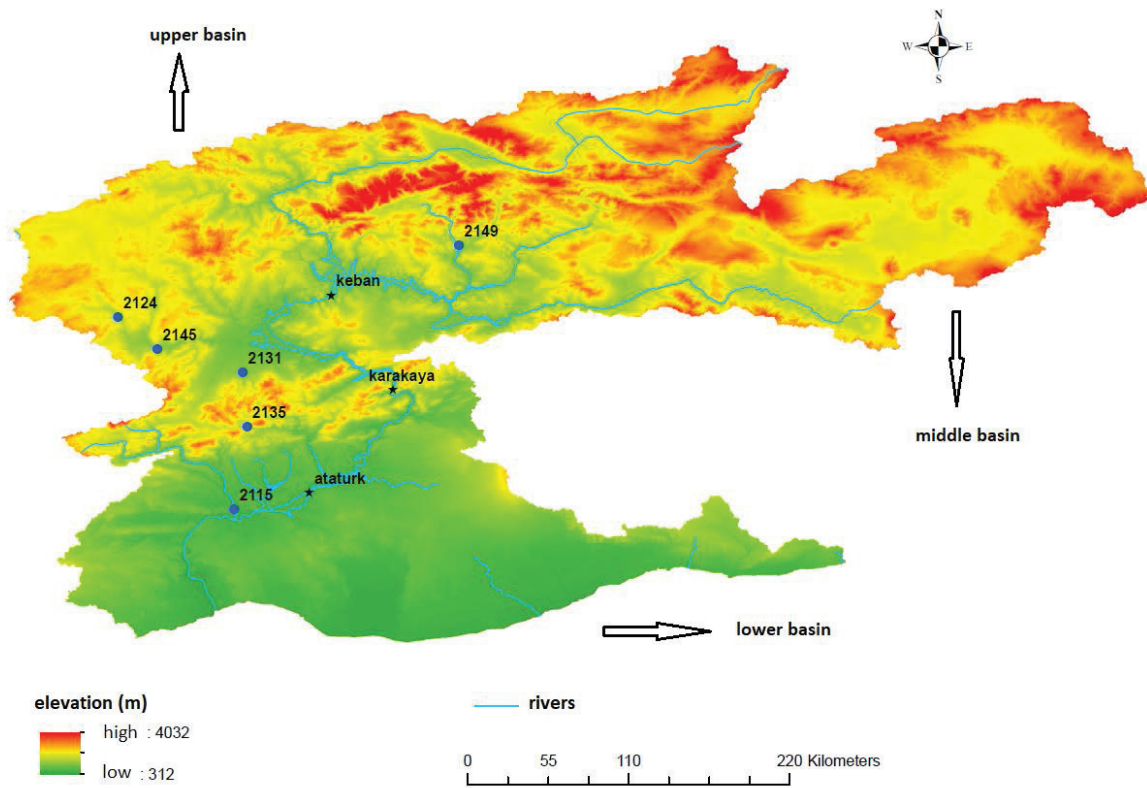 upper basin
N
W E
S
2149
keban
2124
2145
2131
karakaya
2135
middle basin
ataturk
2115
lower basin
elevation (m)
high : 4032
low : 312
rivers
0 55 110 220 Kilometers